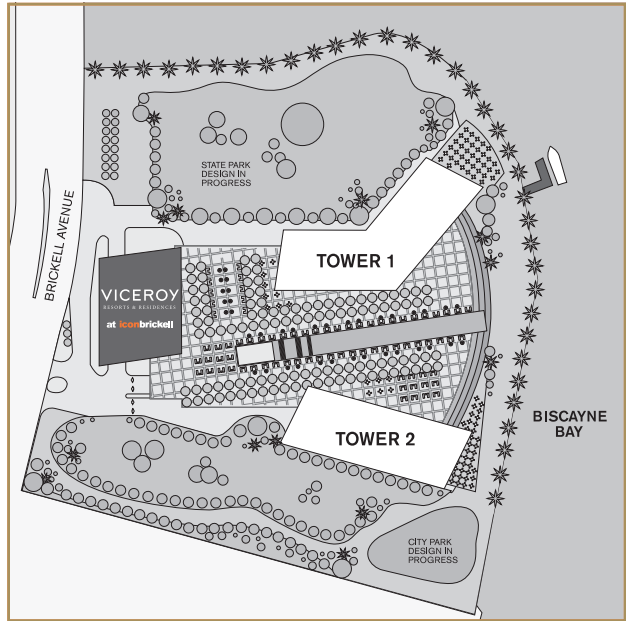 STATE PARK
DESIGN IN
PROGRESS
BRICKELL AVENUE
TOWER 1
VICEROY
RESORTS & RESIDENCES
at iconbrickell
TOWER 2
BISCAYNE
BAY
CITY PARK
DESIGN IN
PROGRESS